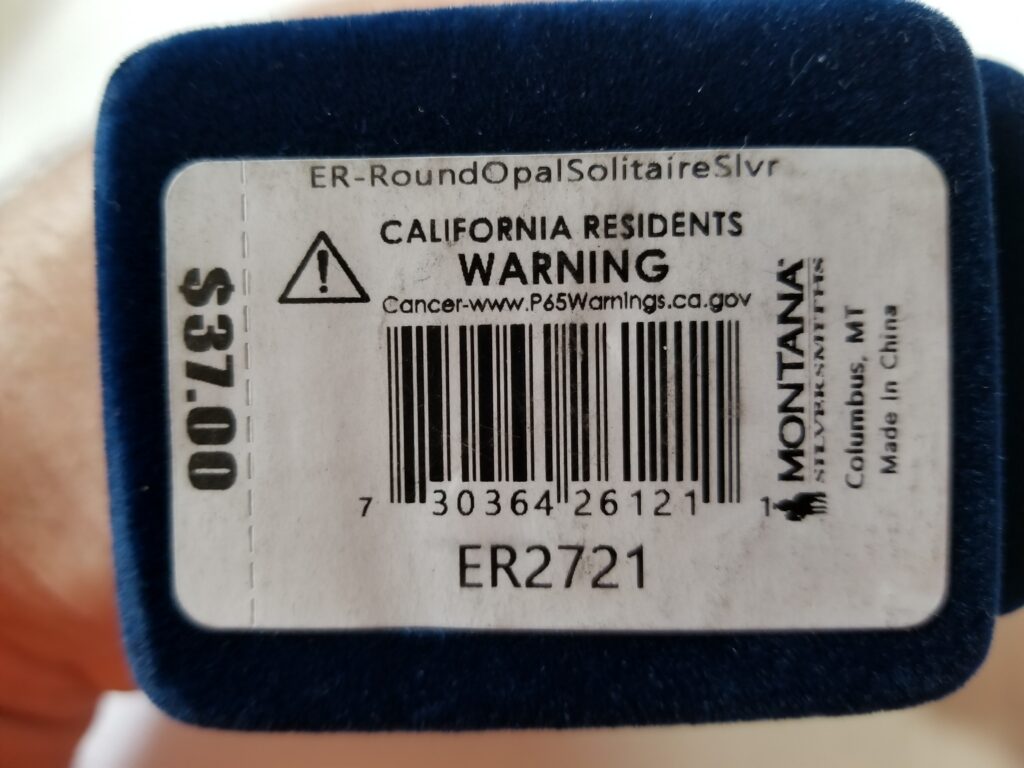 ER-RoundOpalSolitaireSlvr
CALIFORNIA RESIDENTS
WARNING
Cancer-www.P65Warnings.ca.gov
7 30364 26121 1
ER2721
$37.00
MONTANA™
SILVERSMITHS
Columbus, MT
Made in China